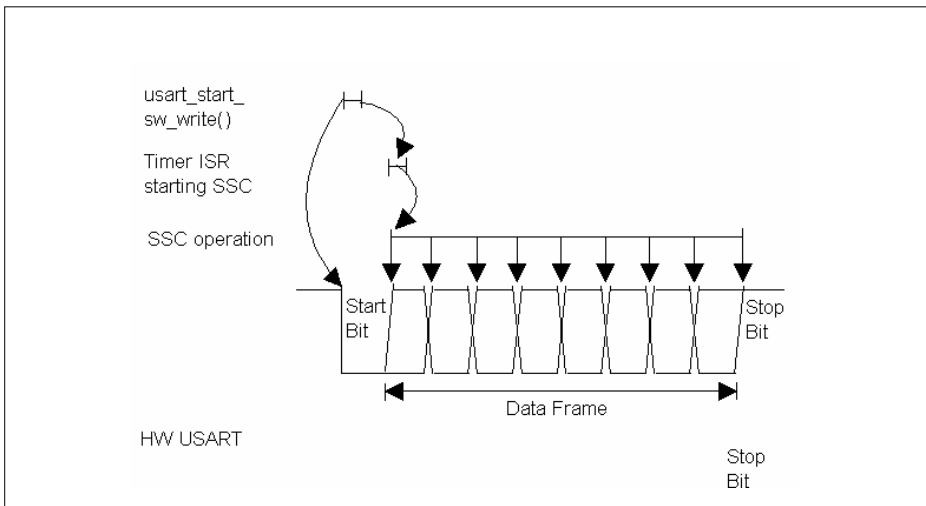 usart_start_
sw_write()
Timer ISR
starting SSC
SSC operation
Start
Bit
Stop
Bit
Data Frame
HW USART
Stop
Bit